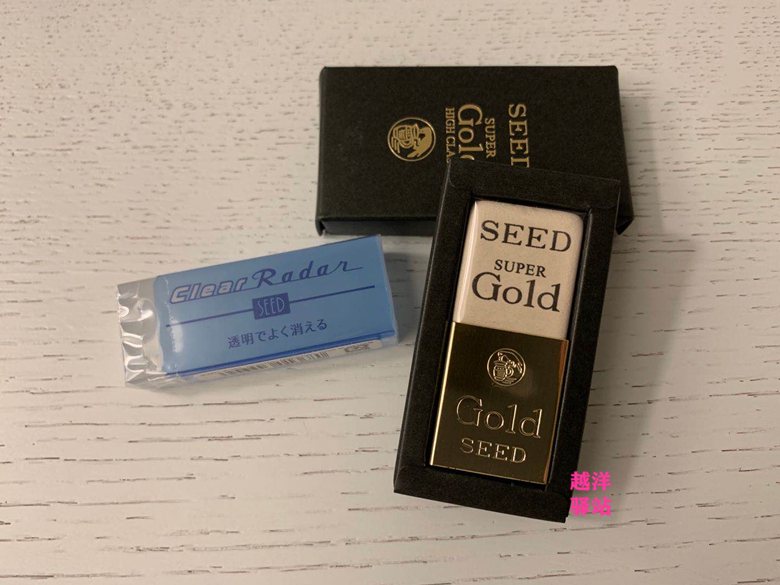 SEED
SUPER
Gold
HIGH CLA
SEED
SUPER
Gold
Gold
SEED
Clear Radar
SEED
透明でよく消える
越洋
驿站